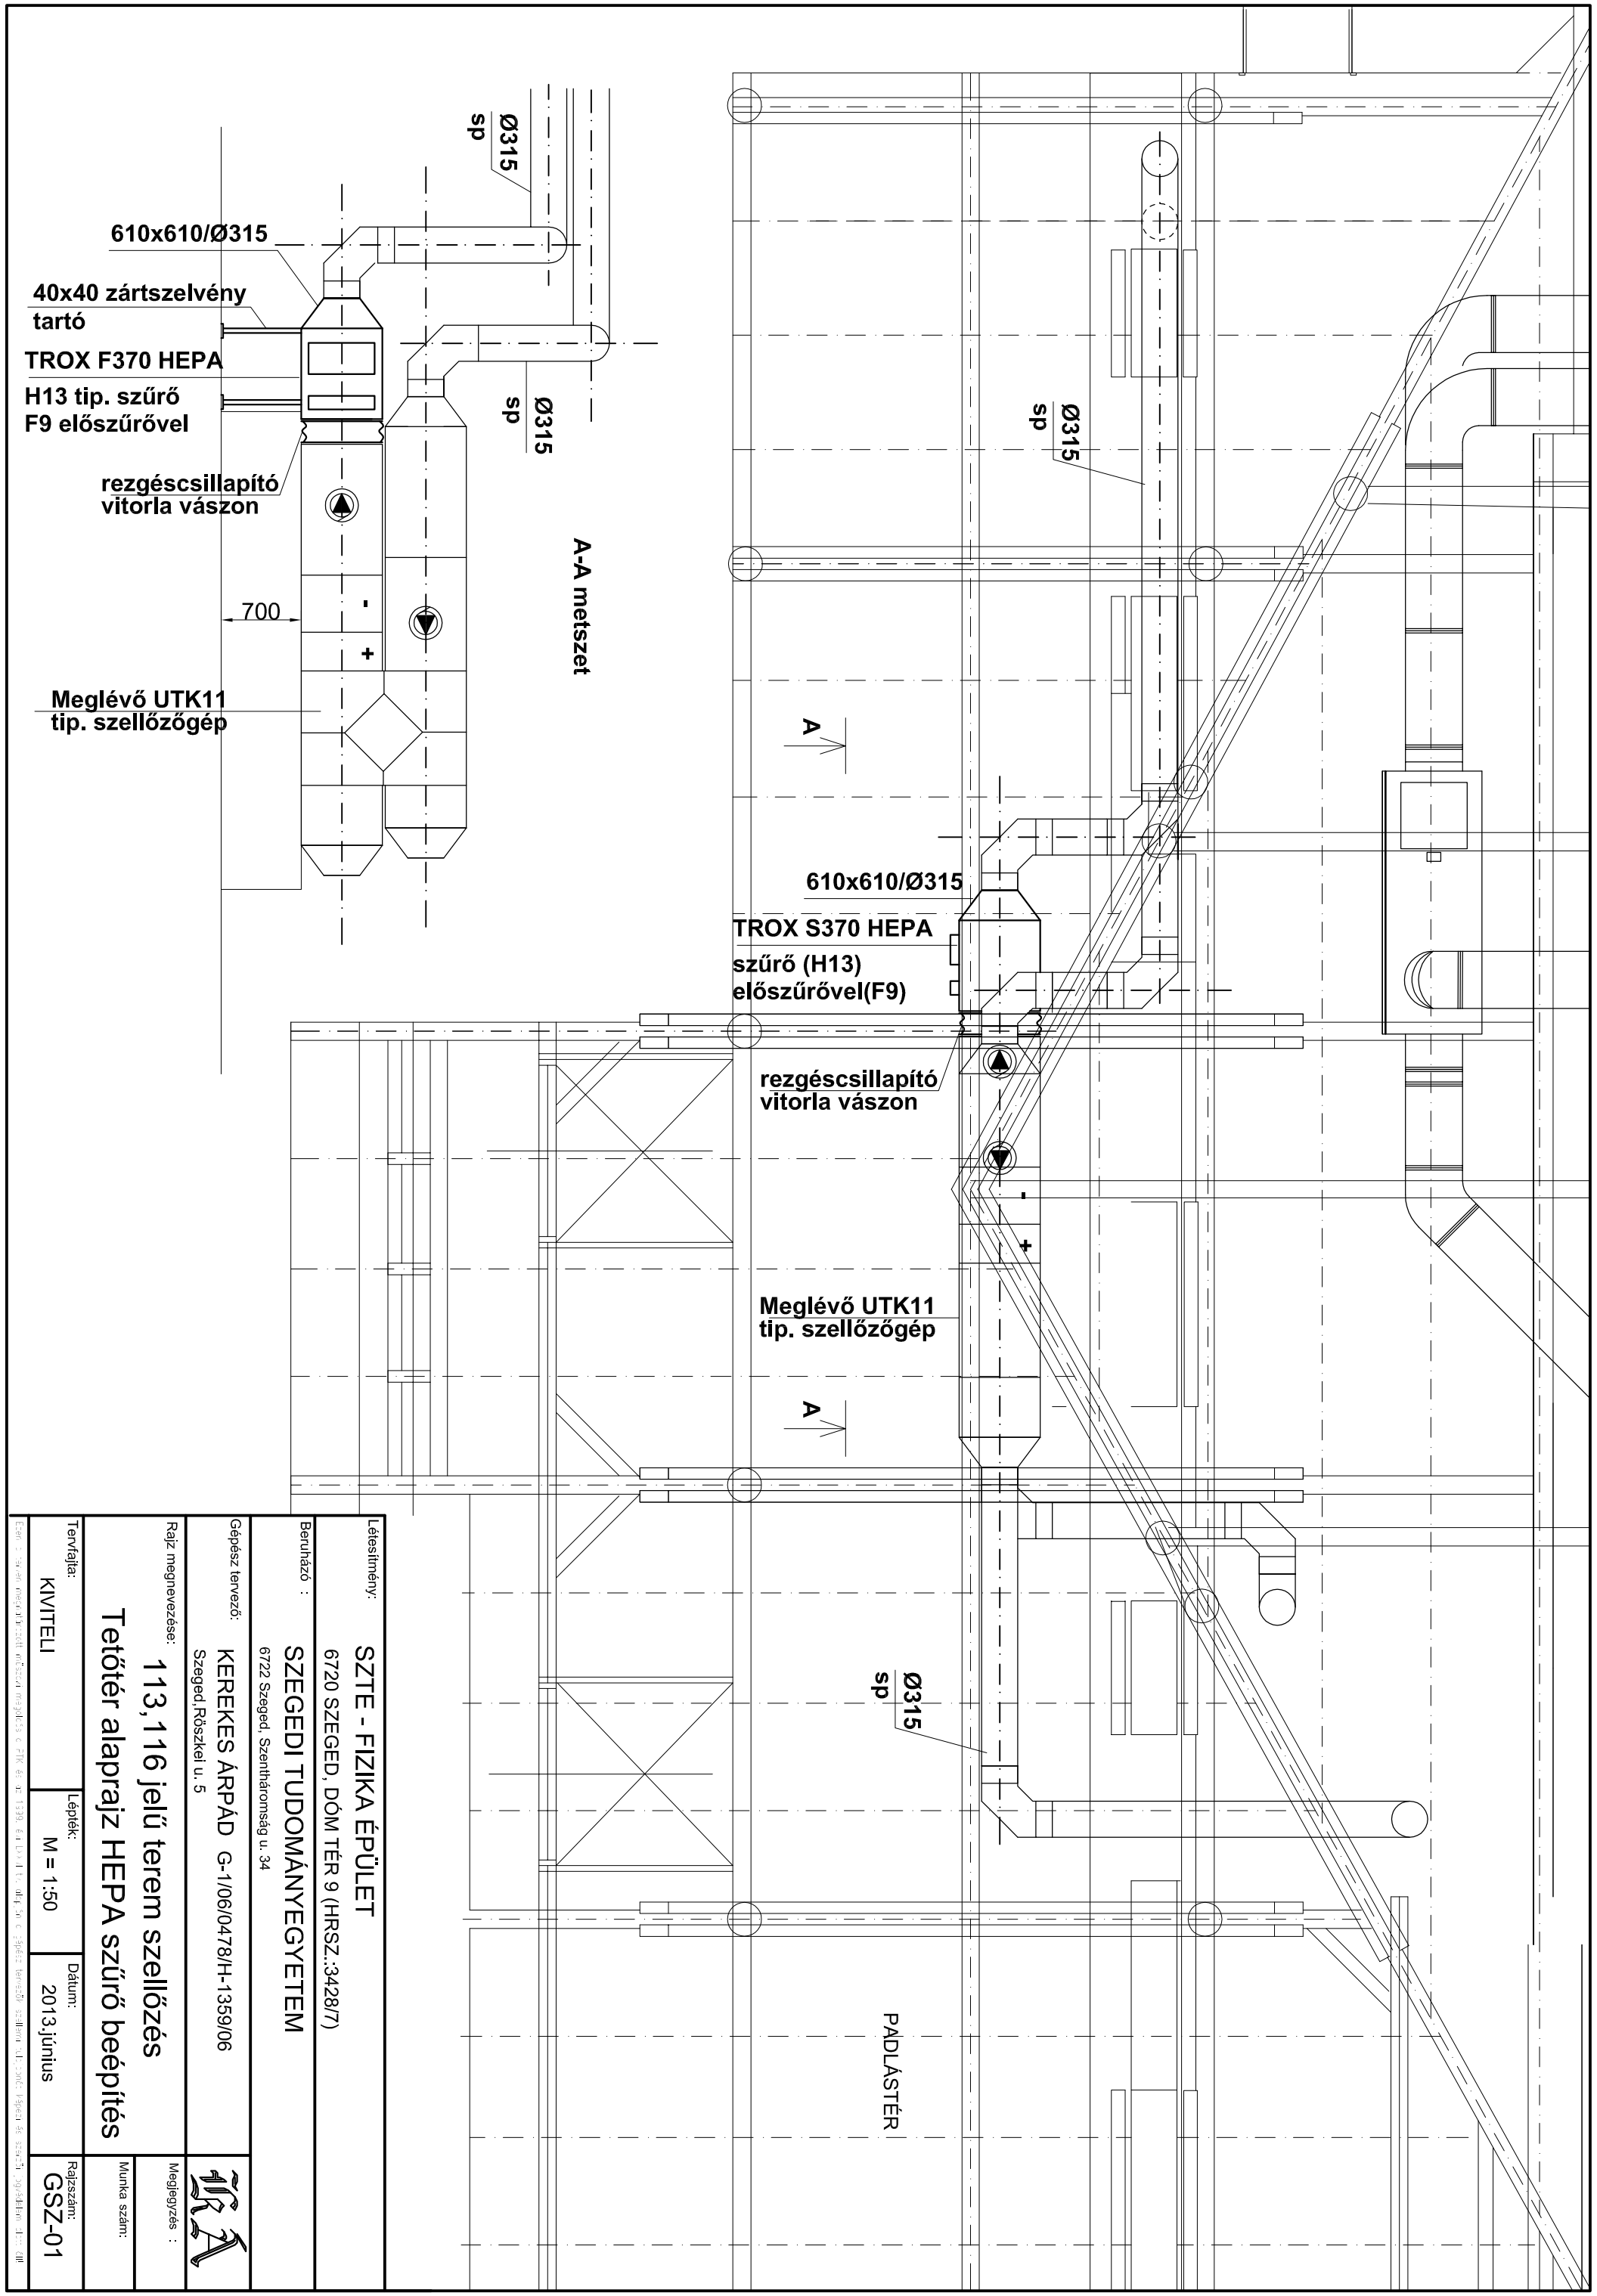 Ø315
sp
610x610/Ø315
40x40 zártszelvény
tartó
TROX F370 HEPA
H13 tip. szűrő
F9 előszűrővel
Ø315
sp
rezgéscsillapító
vitorla vászon
A-A metszet
700
-
+
Meglévő UTK11
tip. szellőzőgép
Ø315
sp
A
610x610/Ø315
TROX S370 HEPA
szűrő (H13)
előszűrővel(F9)
rezgéscsillapító
vitorla vászon
-
+
Meglévő UTK11
tip. szellőzőgép
A
Ø315
sp
PADLÁSTÉR
Létesítmény:
SZTE - FIZIKA ÉPÜLET
6720 SZEGED, DÓM TÉR 9 (HRSZ.:3428/7)
Beruházó :
SZEGEDI TUDOMÁNYEGYETEM
6722 Szeged, Szentháromság u. 34
Gépész tervező:
KEREKES ÁRPÁD G-1/06/0478/H-1359/06
Szeged,Röszkei u. 5
Rajz megnevezése:
113,116 jelű terem szellőzés
Tetőtér alaprajz HEPA szűrő beépítés
Megjegyzés :
Munka szám:
Tervfajta:
KIVITELI
Lépték:
M = 1:50
Dátum:
2013.június
Rajzszám:
GSZ-01